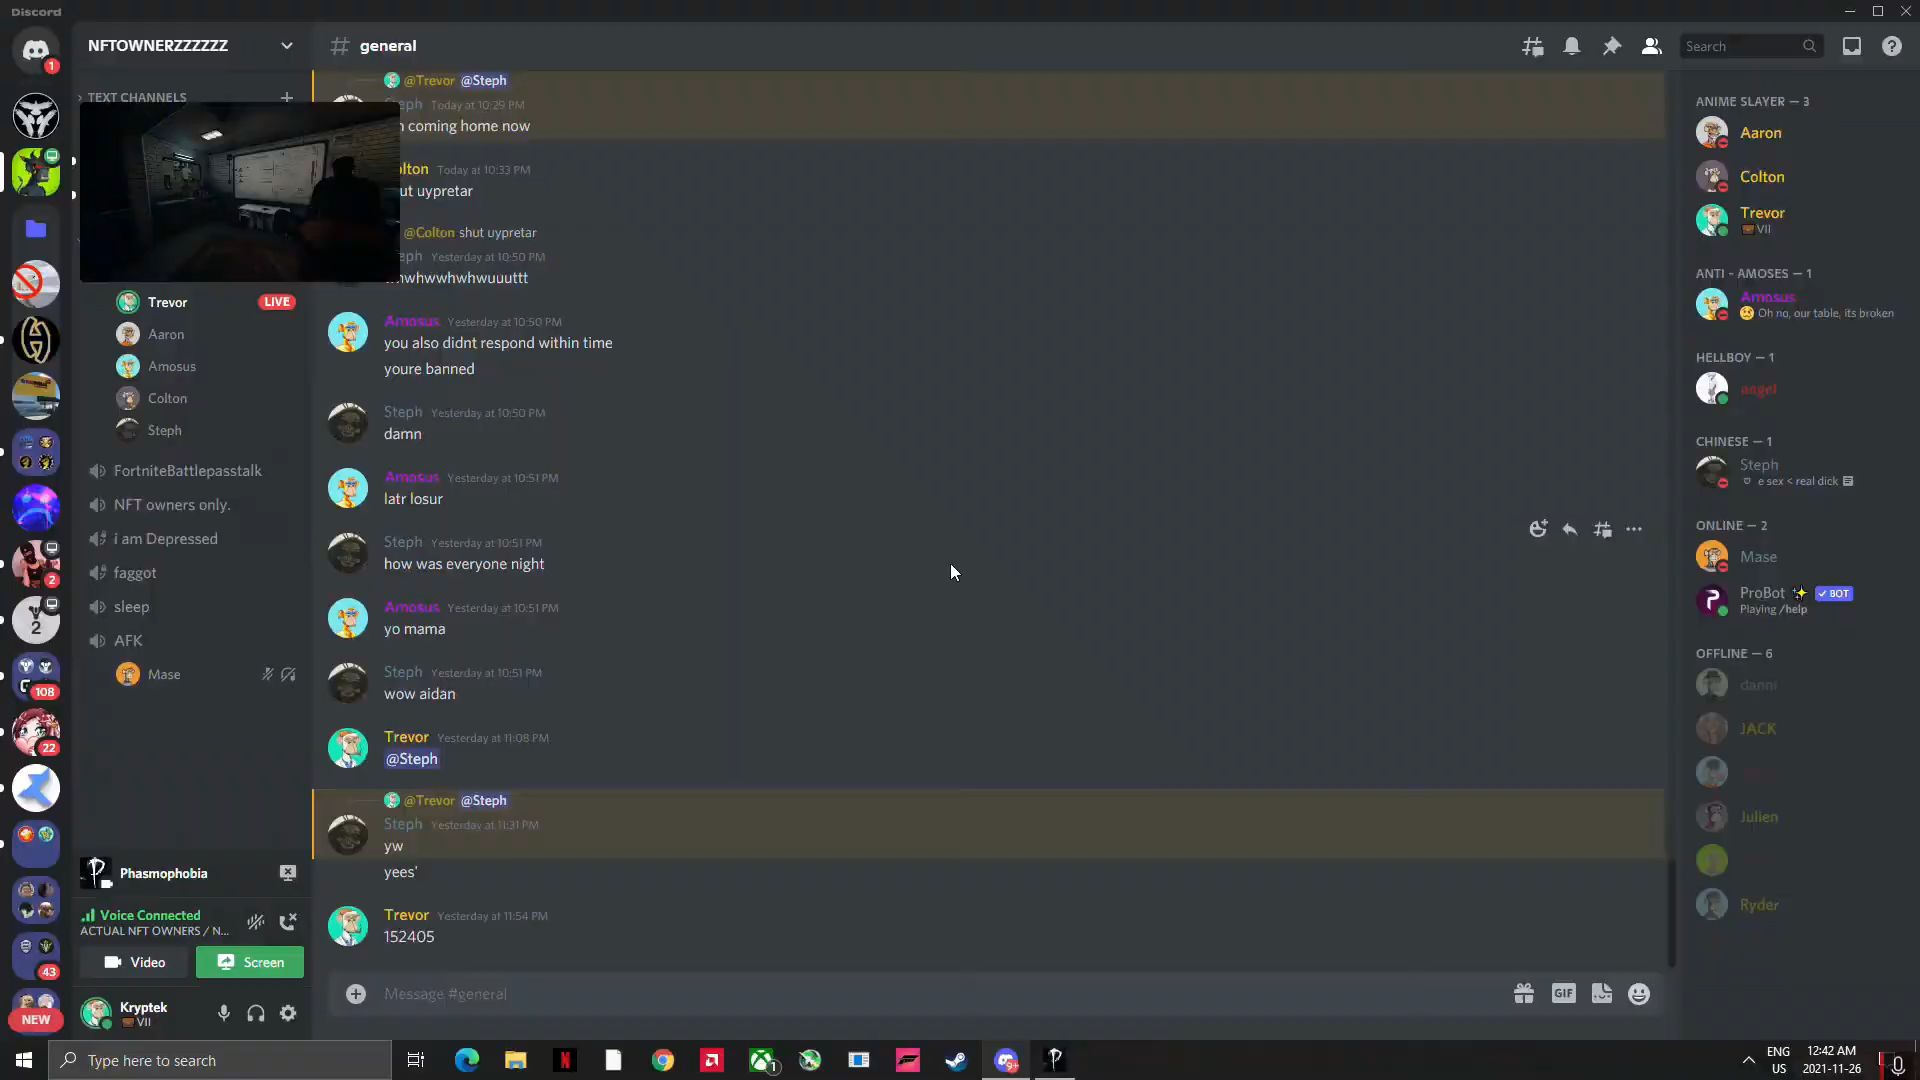 Discord
NFTOWNERZZZZZZ
general
Search
TEXT CHANNELS
@Trevor @Steph
Today at 10:29 PM
coming home now
Today at 10:33 PM
ut uypretar
@Colton shut uypretar
Yesterday at 10:50 PM
Amosus Yesterday at 10:50 PM
you also didnt respond within time
youre banned
Steph Yesterday at 10:50 PM
damn
Amosus Yesterday at 10:51 PM
latr losur
Steph Yesterday at 10:51 PM
how was everyone night
Amosus Yesterday at 10:51 PM
yo mama
Steph Yesterday at 10:51 PM
wow aidan
Trevor Yesterday at 11:08 PM
@Steph
@Trevor @Steph
Steph Yesterday at 11:31 PM
yw
yees'
Trevor Yesterday at 11:54 PM
152405
Message #general
GIF
Trevor LIVE
Aaron
Amosus
Colton
Steph
FortniteBattlepasstalk
NFT owners only.
i am Depressed
faggot
sleep
AFK
Mase
Phasmophobia
Voice Connected
ACTUAL NFT OWNERS / N...
Video Screen
Kryptek
VII
1
2
2
108
22
43
NEW
ANIME SLAYER — 3
Aaron
Colton
Trevor
VII
ANTI - AMOSES — 1
Amosus
Oh no, our table, its broken
HELLBOY — 1
angel
CHINESE — 1
Steph
e sex < real dick
ONLINE — 2
Mase
ProBot BOT
Playing /help
OFFLINE — 6
danni
JACK
Julien
Ryder
Type here to search
1
9+
ENG
US
12:42 AM
2021-11-26